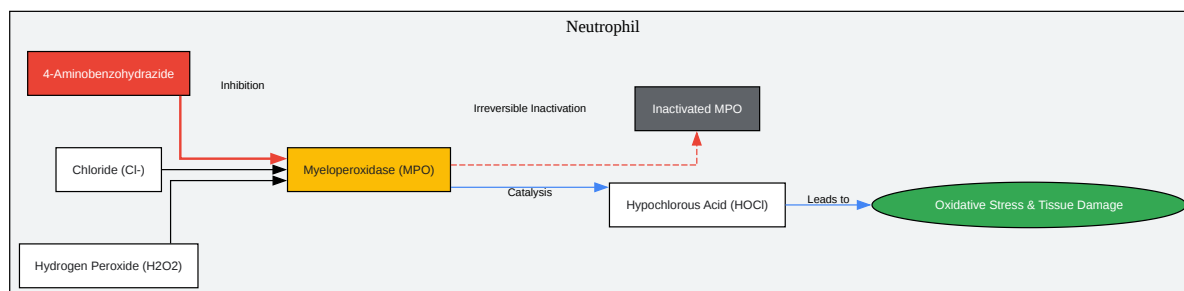 Neutrophil
4-Aminobenzohydrazide
Inhibition
Irreversible Inactivation
Inactivated MPO
Chloride (Cl-)
Myeloperoxidase (MPO)
Catalysis
Hypochlorous Acid (HOCl)
Leads to
Oxidative Stress & Tissue Damage
Hydrogen Peroxide (H2O2)